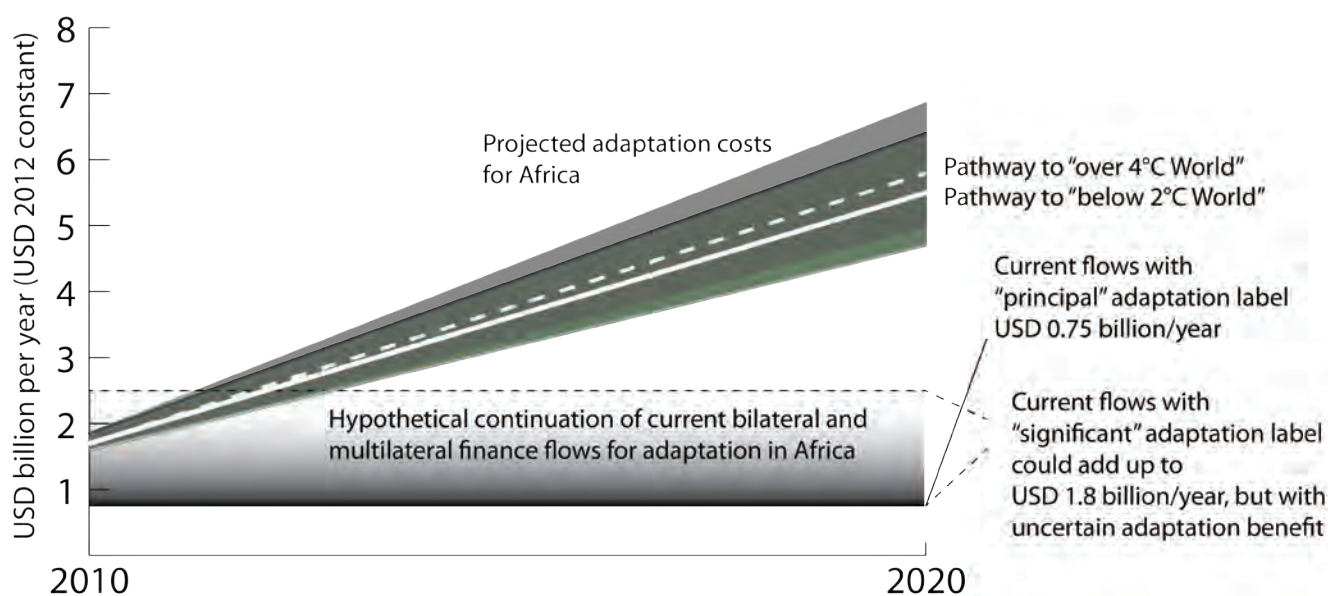 USD billion per year (USD 2012 constant)
8
7
6
5
4
3
2
1
2010
2020
Projected adaptation costs
for Africa
Pathway to “over 4°C World”
Pathway to “below 2°C World”
Current flows with
“principal” adaptation label
USD 0.75 billion/year
Hypothetical continuation of current bilateral and
multilateral finance flows for adaptation in Africa
Current flows with
“significant” adaptation label
could add up to
USD 1.8 billion/year, but with
uncertain adaptation benefit